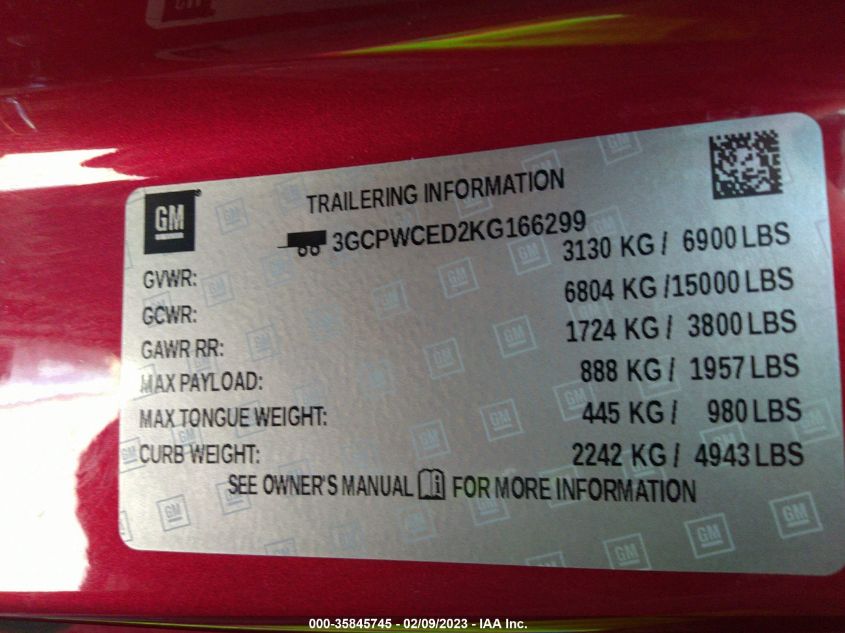 GM
TRAILERING INFORMATION
3GCPWCED2KG166299
GVWR: 3130 KG / 6900 LBS
GCWR: 6804 KG /15000 LBS
GAWR RR: 1724 KG / 3800 LBS
MAX PAYLOAD: 888 KG / 1957 LBS
MAX TONGUE WEIGHT: 445 KG / 980 LBS
CURB WEIGHT: 2242 KG / 4943 LBS
SEE OWNER'S MANUAL FOR MORE INFORMATION
000-35845745 - 02/09/2023 - IAA Inc.